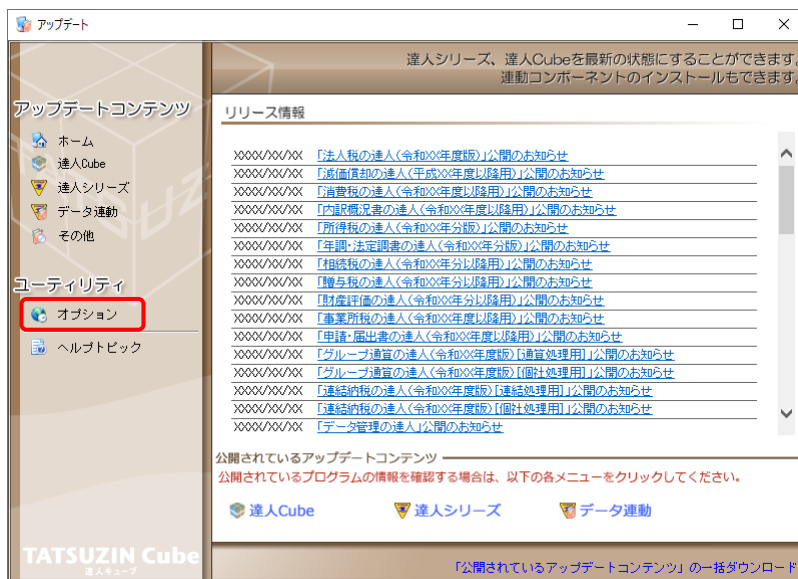 アップデート
達人シリーズ、達人Cubeを最新の状態にすることができます。
連動コンポーネントのインストールもできます。
アップデートコンテンツ
ホーム
達人Cube
達人シリーズ
データ連動
その他
ユーティリティ
オプション
ヘルプトピック
TATSUZIN Cube
達人キューブ
リリース情報
XXXX/XX/XX 「法人税の達人(令和XX年度版)」公開のお知らせ
XXXX/XX/XX 「減価償却の達人(平成XX年度以降用)」公開のお知らせ
XXXX/XX/XX 「消費税の達人(令和XX年度以降用)」公開のお知らせ
XXXX/XX/XX 「内訳概況書の達人(令和XX年度以降用)」公開のお知らせ
XXXX/XX/XX 「所得税の達人(令和XX年分版)」公開のお知らせ
XXXX/XX/XX 「年調・法定調書の達人(令和XX年分版)」公開のお知らせ
XXXX/XX/XX 「相続税の達人(令和XX年分以降用)」公開のお知らせ
XXXX/XX/XX 「贈与税の達人(令和XX年分以降用)」公開のお知らせ
XXXX/XX/XX 「財産評価の達人(令和XX年分以降用)」公開のお知らせ
XXXX/XX/XX 「事業所税の達人(令和XX年度以降用)」公開のお知らせ
XXXX/XX/XX 「申請・届出書の達人(令和XX年度以降用)」公開のお知らせ
XXXX/XX/XX 「グループ通算の達人(令和XX年度版)[通算処理用]」公開のお知らせ
XXXX/XX/XX 「グループ通算の達人(令和XX年度版)[個社処理用]」公開のお知らせ
XXXX/XX/XX 「連結納税の達人(令和XX年度版)[連結処理用]」公開のお知らせ
XXXX/XX/XX 「連結納税の達人(令和XX年度版)[個社処理用]」公開のお知らせ
XXXX/XX/XX 「データ管理の達人」公開のお知らせ
公開されているアップデートコンテンツ
公開されているプログラムの情報を確認する場合は、以下の各メニューをクリックしてください。
達人Cube 達人シリーズ データ連動
「公開されているアップデートコンテンツ」の一括ダウンロード